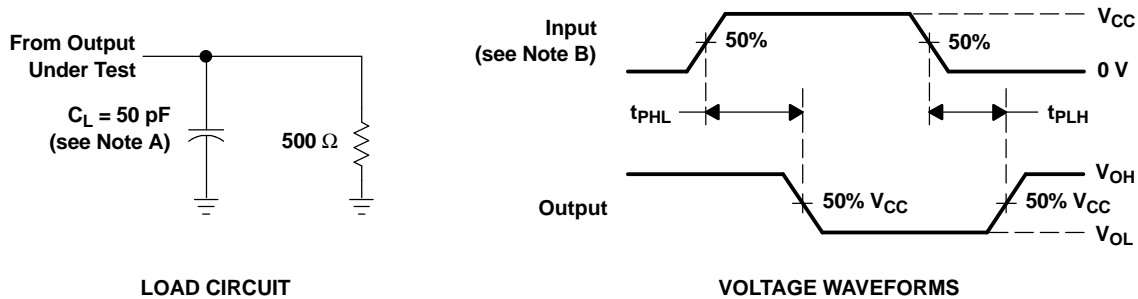 From Output
Under Test
C_L = 50 pF
(see Note A)
500 Ω
LOAD CIRCUIT
Input
(see Note B)
50%
50%
V_CC
0 V
t_PHL
t_PLH
Output
50% V_CC
50% V_CC
V_OH
V_OL
VOLTAGE WAVEFORMS